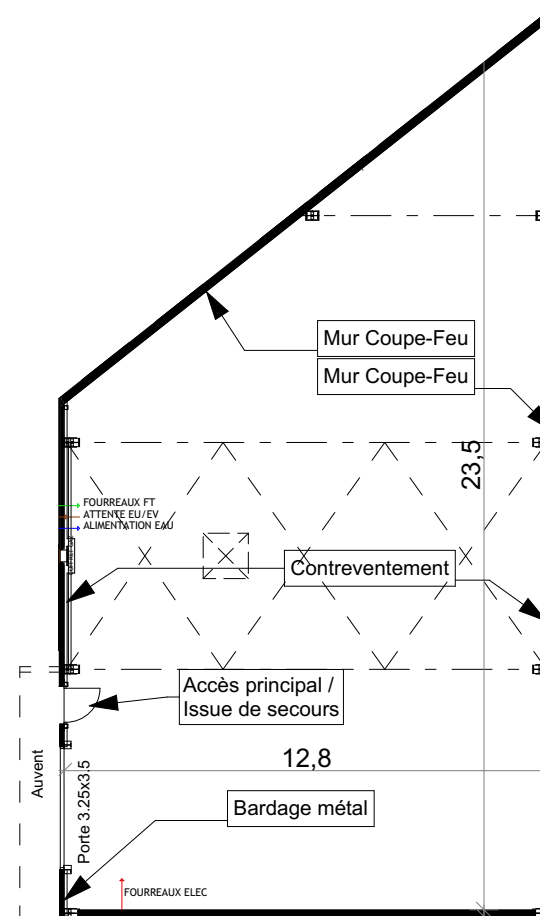 Mur Coupe-Feu
Mur Coupe-Feu
23,5
FOURREAUX FT
ATTENTE EU/EV
ALIMENTATION EAU
Contreventement
Accès principal /
Issue de secours
12,8
Auvent
Porte 3.25x3.5
Bardage métal
FOURREAUX ELEC